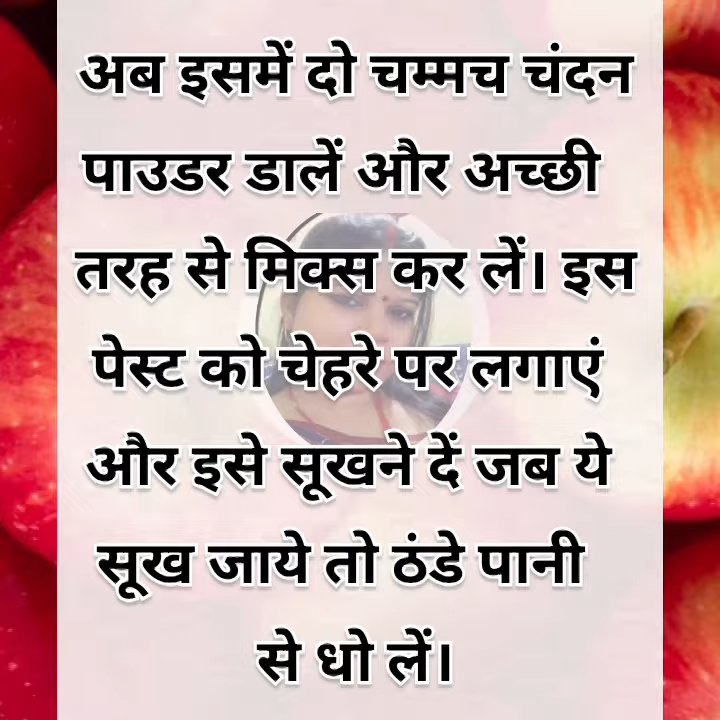 अब इसमें दो चम्मच चंदन
पाउडर डालें और अच्छी
तरह से मिक्स कर लें। इस
पेस्ट को चेहरे पर लगाएं
और इसे सूखने दें जब ये
सूख जाये तो ठंडे पानी
से धो लें।